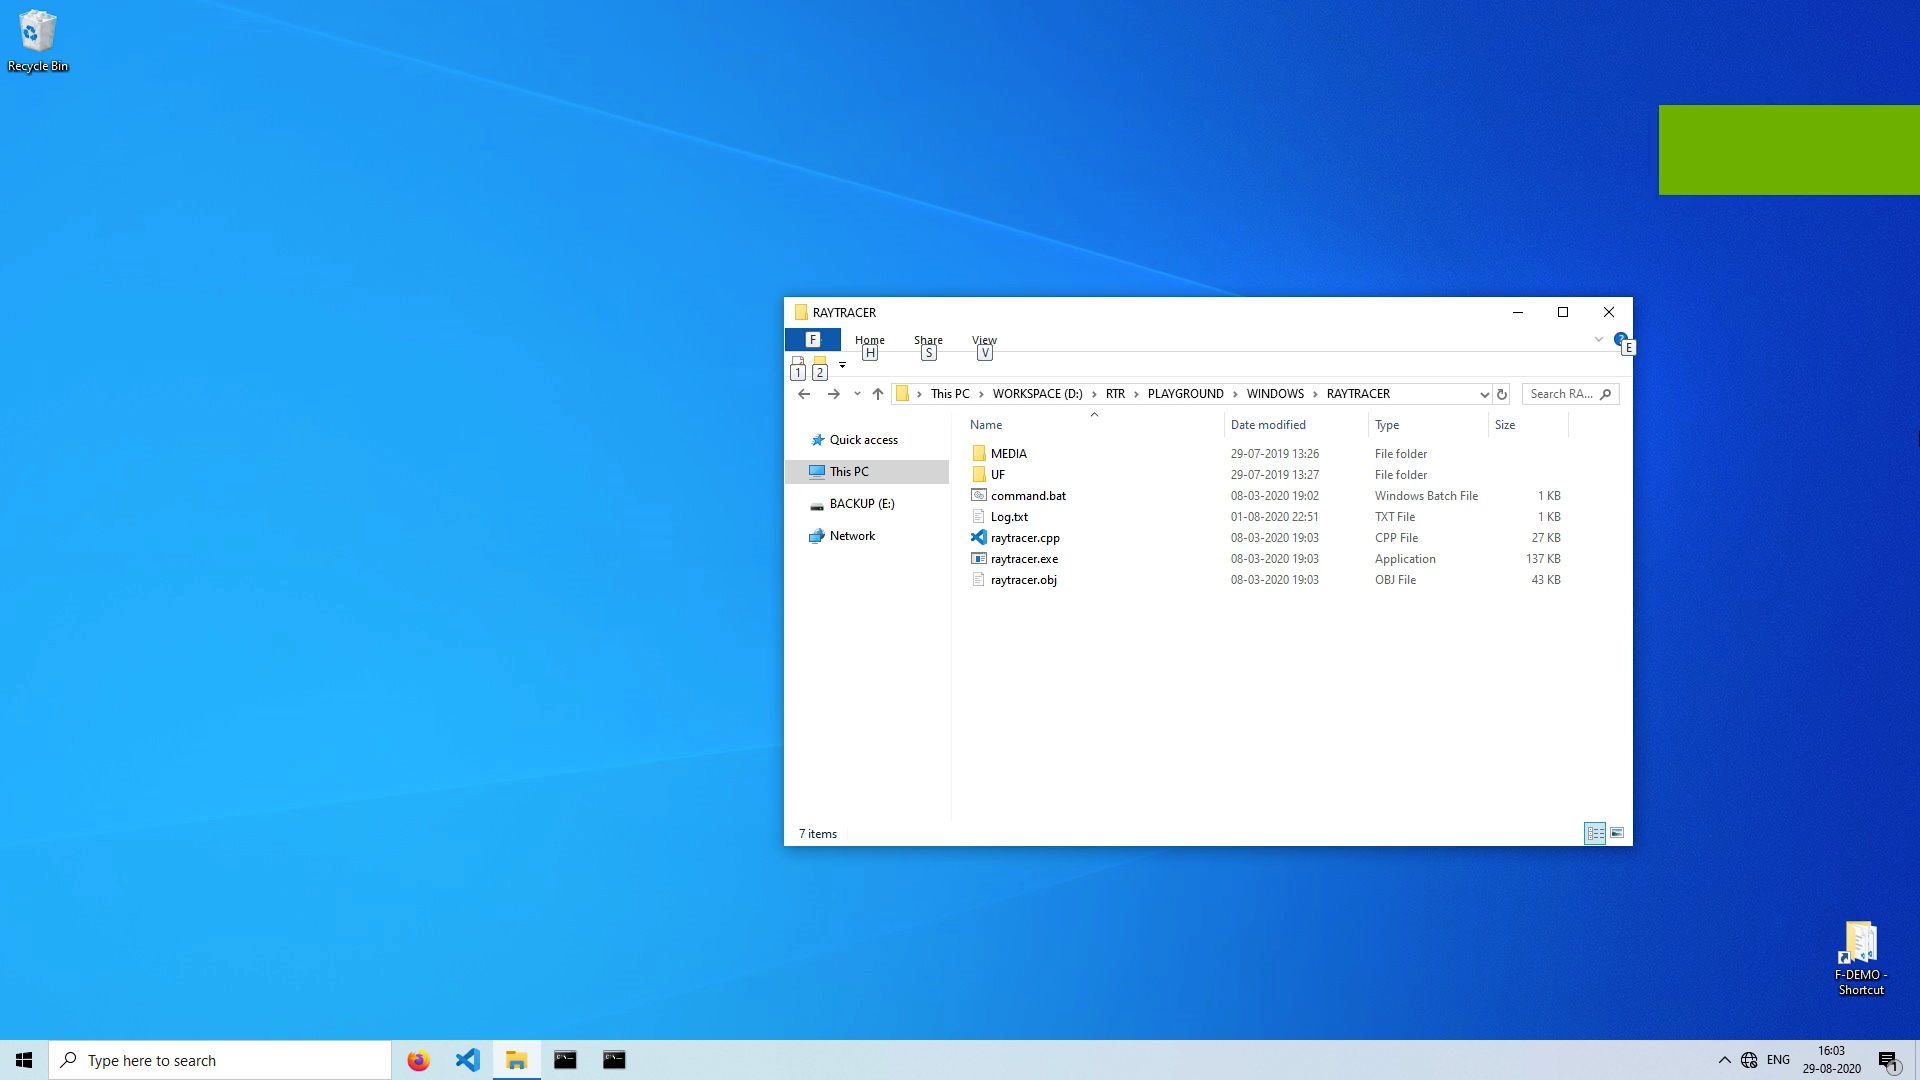 Recycle Bin
RAYTRACER
F
Home
Share
View
H
S
V
E
1
2
This PC
WORKSPACE (D:)
RTR
PLAYGROUND
WINDOWS
RAYTRACER
Search RA...
Name
Date modified
Type
Size
Quick access
This PC
BACKUP (E:)
Network
MEDIA 29-07-2019 13:26 File folder
UF 29-07-2019 13:27 File folder
command.bat 08-03-2020 19:02 Windows Batch File 1 KB
Log.txt 01-08-2020 22:51 TXT File 1 KB
raytracer.cpp 08-03-2020 19:03 CPP File 27 KB
raytracer.exe 08-03-2020 19:03 Application 137 KB
raytracer.obj 08-03-2020 19:03 OBJ File 43 KB
7 items
F-DEMO -
Shortcut
Type here to search
ENG
16:03
29-08-2020
1